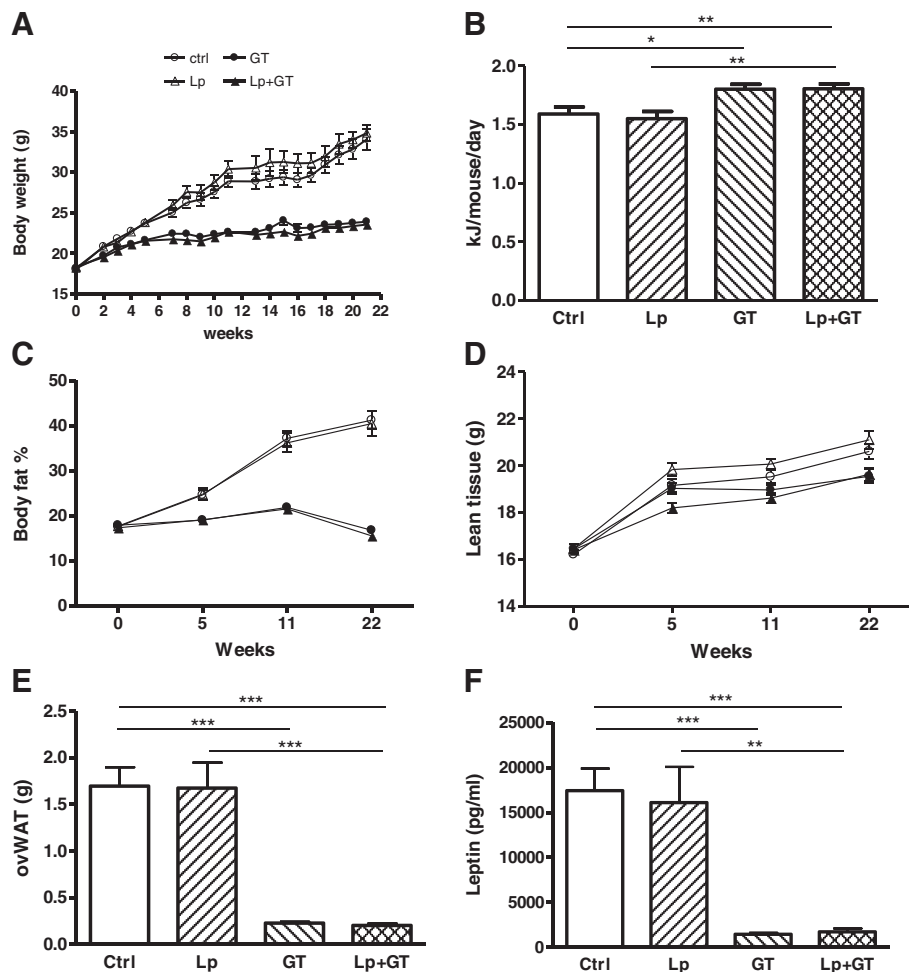 A
ctrl GT
Lp Lp+GT
Body weight (g)
40
35
30
25
20
15
0 2 4 6 8 10 12 14 16 18 20 22
weeks
B
**
*
**
kJ/mouse/day
2.0
1.5
1.0
0.5
0.0
Ctrl Lp GT Lp+GT
C
Body fat %
50
40
30
20
10
0
0 5 11 22
Weeks
D
Lean tissue (g)
24
22
20
18
16
14
0 5 11 22
Weeks
E
***
***
***
ovWAT (g)
2.5
2.0
1.5
1.0
0.5
0.0
Ctrl Lp GT Lp+GT
F
***
***
**
Leptin (pg/ml)
25000
20000
15000
10000
5000
0
Ctrl Lp GT Lp+GT